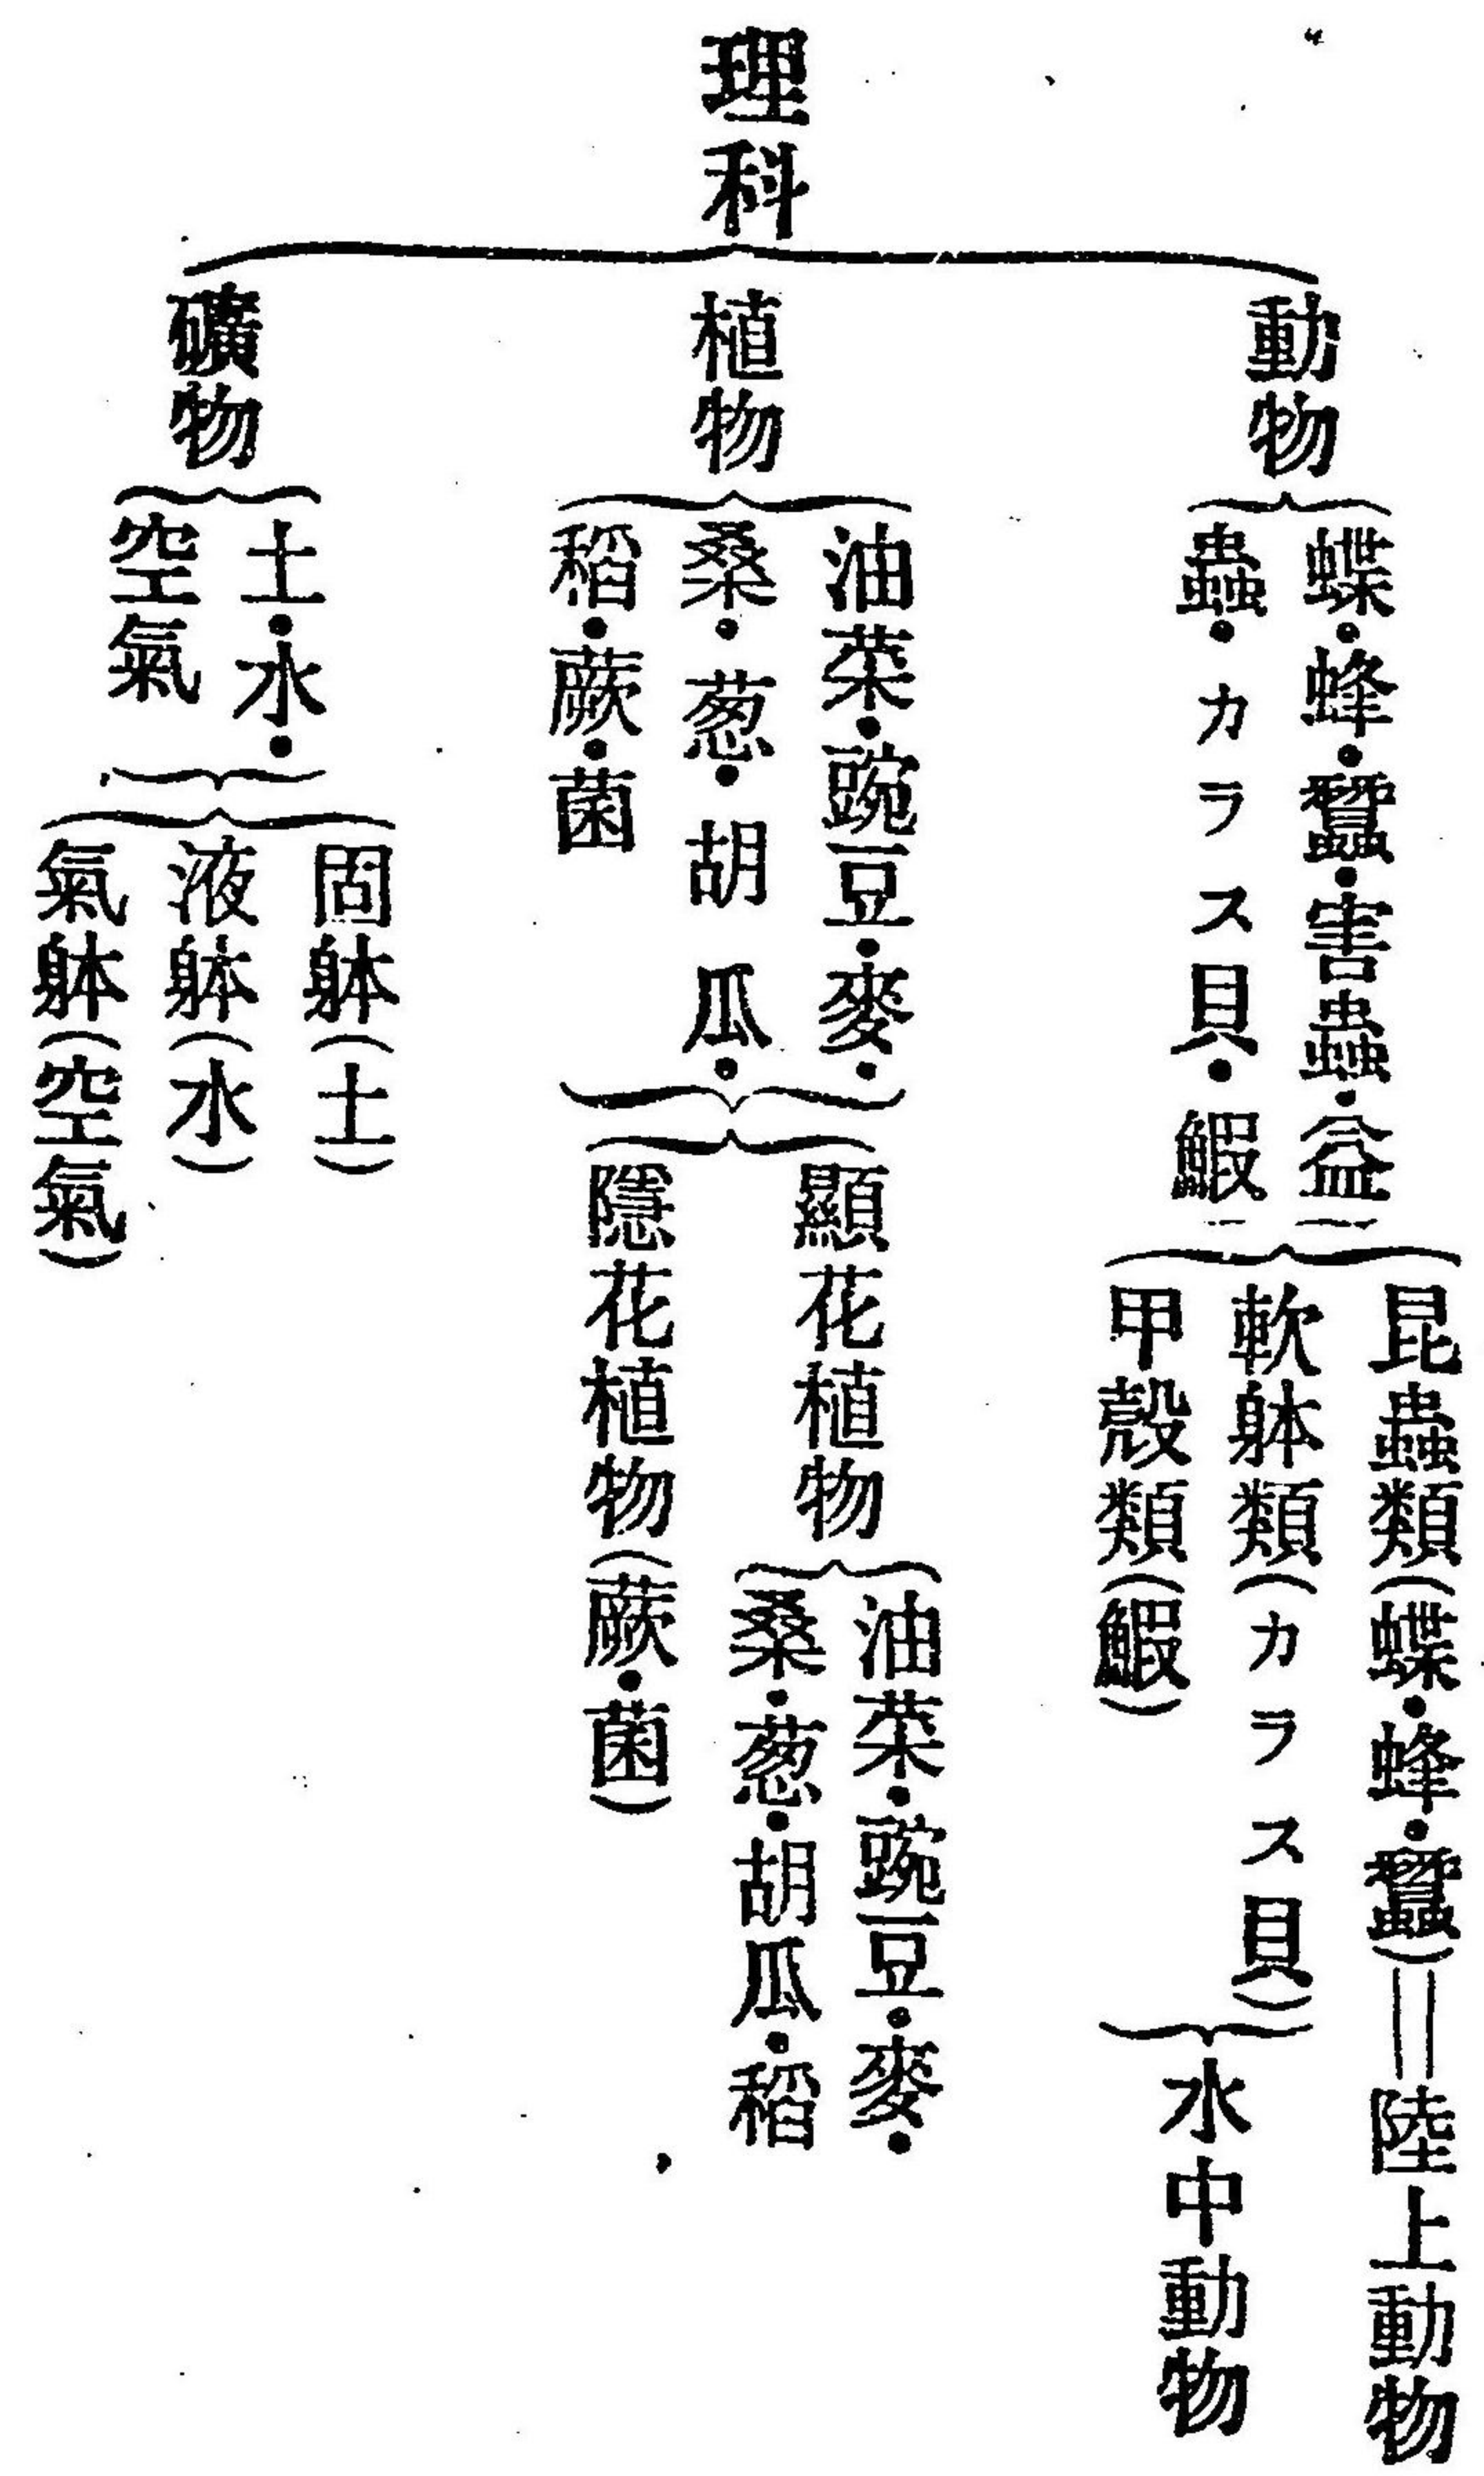 理科
動物
蝶・蜂・蠶・害蟲・益
蟲・カラス貝・鰕
昆蟲類(蝶・蜂・蠶)＝陸上動物
軟躰類(カラス貝)
甲殼類(鰕)
水中動物
植物
油菜・豌豆・麥・
桑・葱・胡瓜・
稻・蕨・菌
顯花植物
油菜・豌豆・麥・
桑・葱・胡瓜・稻
隱花植物(蕨・菌)
礦物
土・水・
空氣
固躰(土)
液躰(水)
氣躰(空氣)